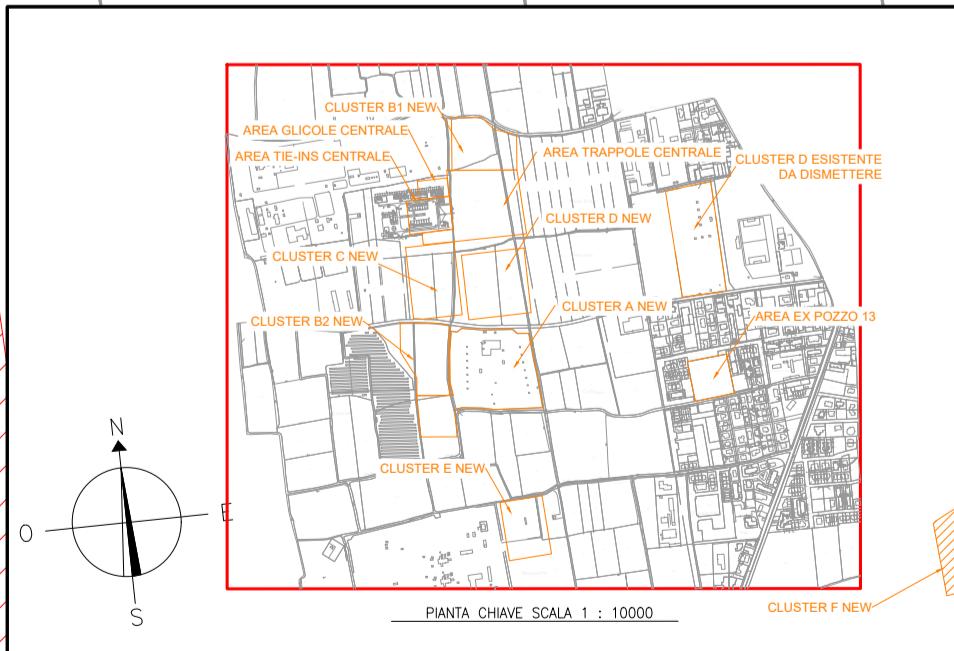 CLUSTER B1 NEW
AREA GLICOLE CENTRALE
AREA TIE-INS CENTRALE
AREA TRAPPOLE CENTRALE
CLUSTER D ESISTENTE
DA DISMETTERE
CLUSTER D NEW
CLUSTER C NEW
CLUSTER A NEW
CLUSTER B2 NEW
AREA EX POZZO 13
N
O
E
S
CLUSTER E NEW
PIANTA CHIAVE SCALA 1 : 10000
CLUSTER F NEW